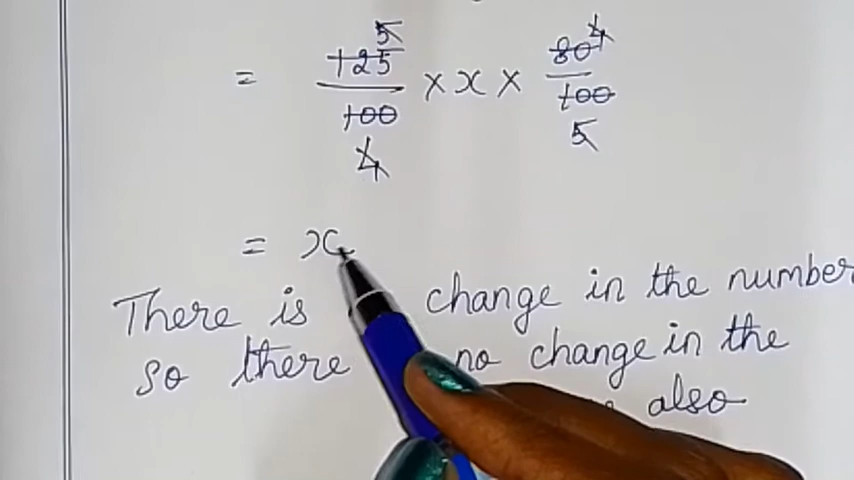 = 125/100 × x × 80/100
5 4
4 5
= x
There is change in the number
so there no change in the
also